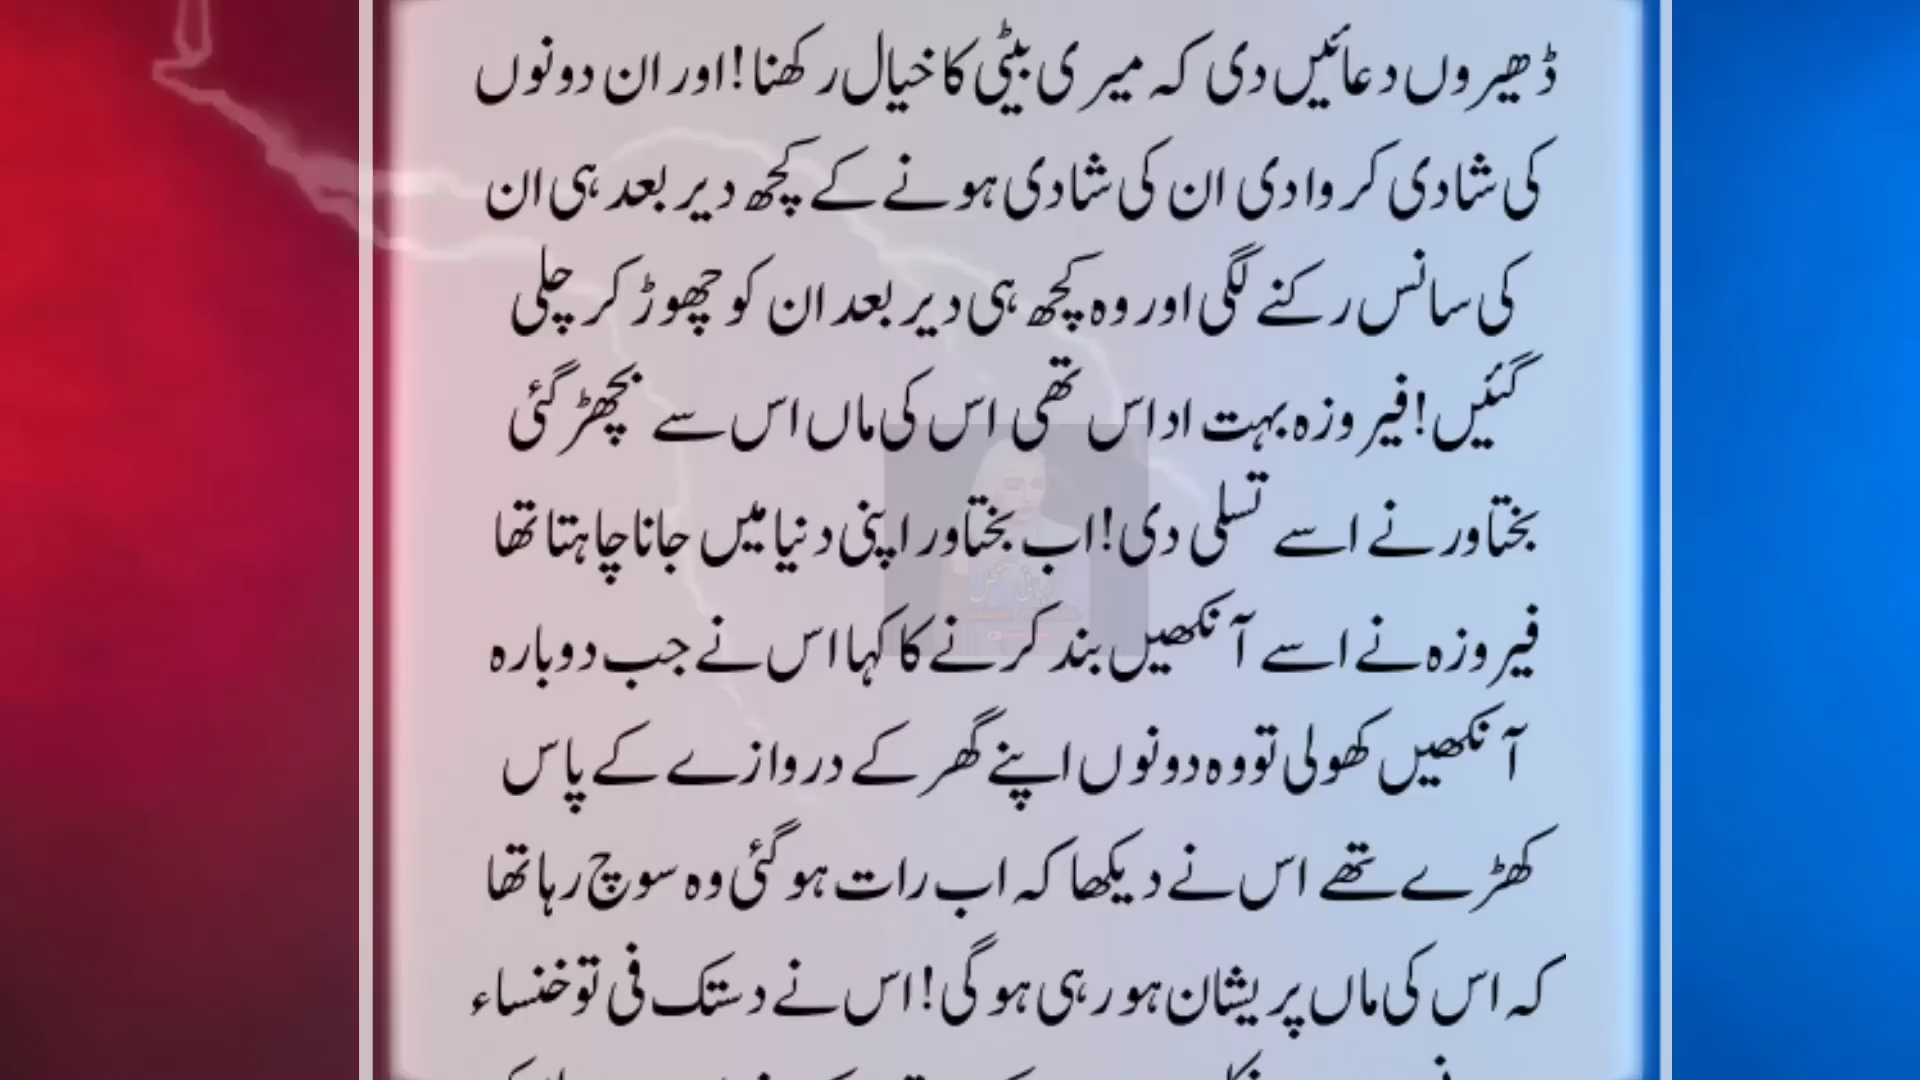 ڈھیروں دعائیں دی کہ میری بیٹی کا خیال رکھنا! اور ان دونوں
کی شادی کروا دی ان کی شادی ہونے کے کچھ دیر بعد ہی ان
کی سانس رکنے لگی اور وہ کچھ ہی دیر بعد ان کو چھوڑ کر چلی
گئیں! فیروزہ بہت اداس تھی اس کی ماں اس سے بچھڑ گئی
بختاور نے اسے تسلی دی! اب بختاور اپنی دنیا میں جانا چاہتا تھا
فیروزہ نے اسے آنکھیں بند کرنے کا کہا اس نے جب دوبارہ
آنکھیں کھولی تو وہ دونوں اپنے گھر کے دروازے کے پاس
کھڑے تھے اس نے دیکھا کہ اب رات ہو گئی وہ سوچ رہا تھا
کہ اس کی ماں پریشان ہو رہی ہو گی! اس نے دستک فی تو خنساء